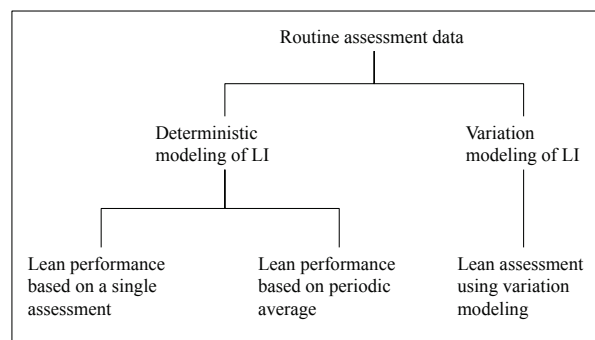 Routine assessment data
Deterministic
modeling of LI
Variation
modeling of LI
Lean performance
based on a single
assessment
Lean performance
based on periodic
average
Lean assessment
using variation
modeling